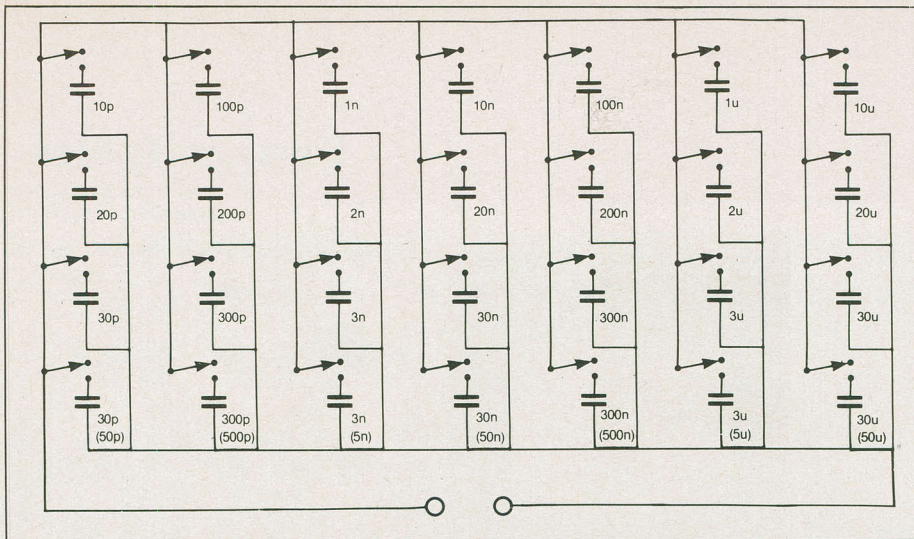 10p 100p 1n 10n 100n 1u 10u
20p 200p 2n 20n 200n 2u 20u
30p 300p 3n 30n 300n 3u 30u
30p 300p 3n 30n 300n 3u 30u
(50p) (500p) (5n) (50n) (500n) (5u) (50u)